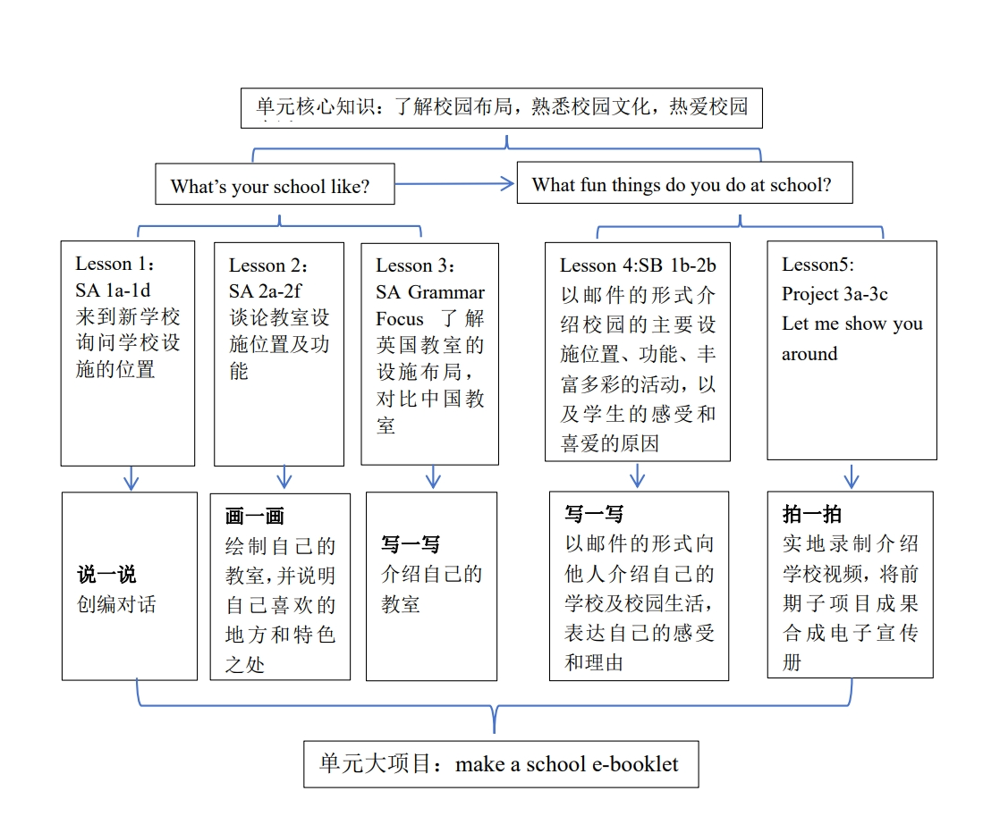 单元核心知识：了解校园布局，熟悉校园文化，热爱校园
What's your school like?
What fun things do you do at school?
Lesson 1：
SA 1a-1d
来到新学校
询问学校设
施的位置
Lesson 2：
SA 2a-2f
谈论教室设
施位置及功
能
Lesson 3：
SA Grammar
Focus 了解
英国教室的
设施布局，
对比中国教
室
Lesson 4:SB 1b-2b
以邮件的形式介
绍校园的主要设
施位置、功能、丰
富多彩的活动，以
及学生的感受和
喜爱的原因
Lesson5:
Project 3a-3c
Let me show you
around
说一说
创编对话
画一画
绘制自己的
教室，并说明
自己喜欢的
地方和特色
之处
写一写
介绍自己的
教室
写一写
以邮件的形式向
他人介绍自己的
学校及校园生活，
表达自己的感受
和理由
拍一拍
实地录制介绍
学校视频，将前
期子项目成果
合成电子宣传
册
单元大项目：make a school e-booklet